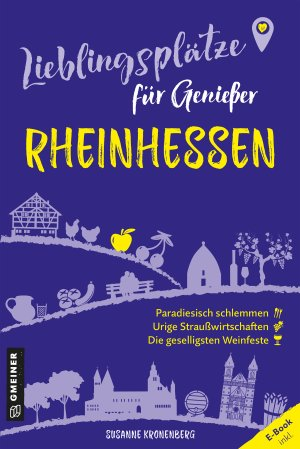 Lieblingsplätze
für Genießer
RHEINHESSEN
Paradiesisch schlemmen
Urige Straußwirtschaften
Die geselligsten Weinfeste
GMEINER
SUSANNE KRONENBERG
E-Book
inkl.